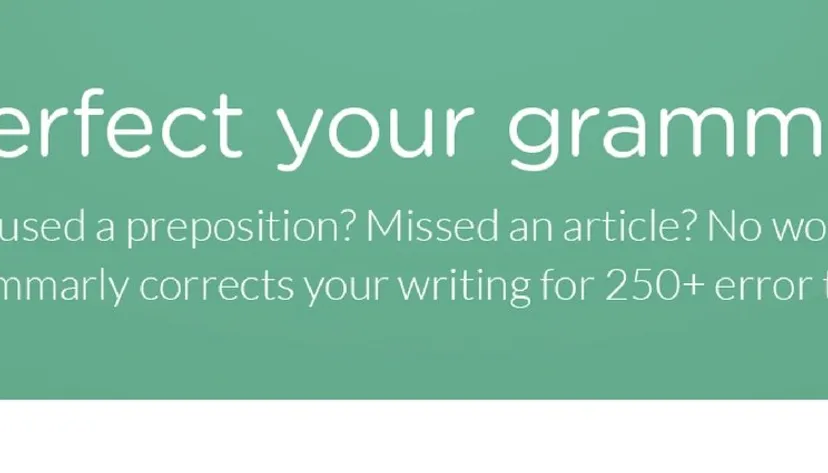 erfect your gramm
used a preposition? Missed an article? No wo
mmarly corrects your writing for 250+ error t